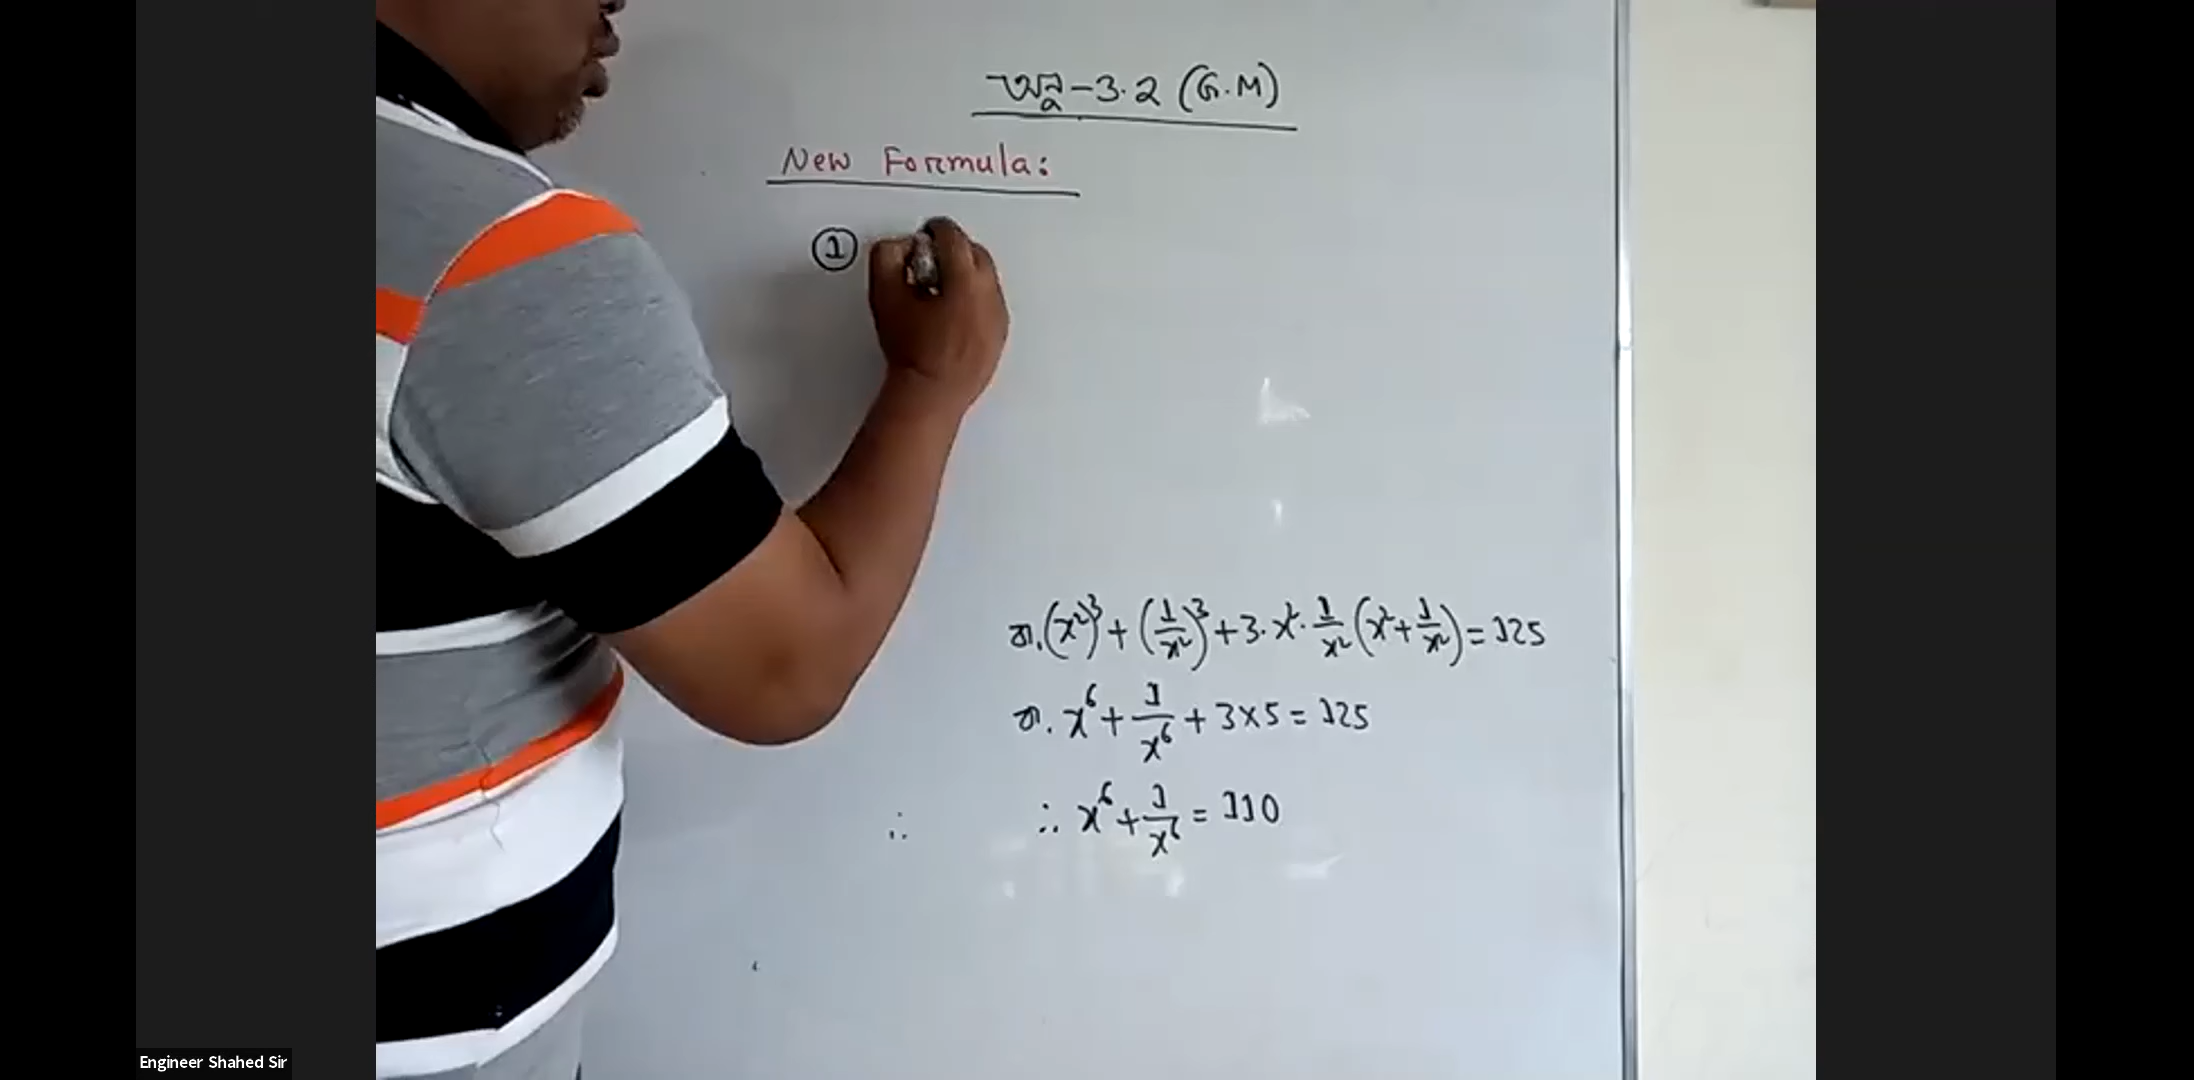 অনু-3.2 (G.M)
New Formula:
①
বা, (x²)³ + (1/x²)³ + 3·x²·1/x² (x² + 1/x²) = 125
বা, x⁶ + 1/x⁶ + 3×5 = 125
∴ x⁶ + 1/x⁶ = 110
∴
Engineer Shahed Sir